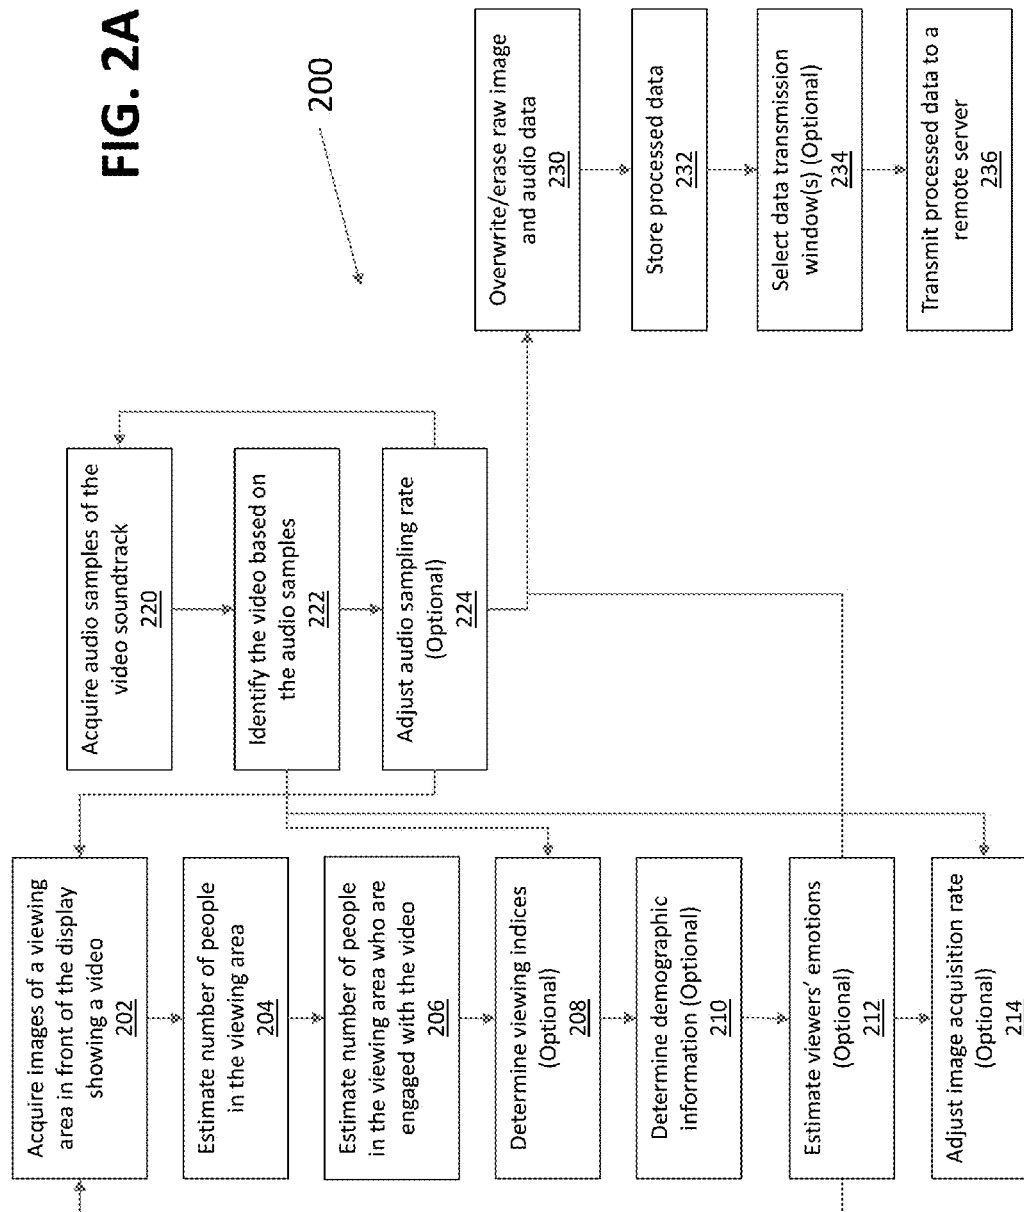 FIG. 2A
200
Acquire images of a viewing
area in front of the display
showing a video
202
Estimate number of people
in the viewing area
204
Estimate number of people
in the viewing area who are
engaged with the video
206
Determine viewing indices
(Optional)
208
Determine demographic
information (Optional)
210
Estimate viewers’ emotions
(Optional)
212
Adjust image acquisition rate
(Optional)
214
Acquire audio samples of the
video soundtrack
220
Identify the video based on
the audio samples
222
Adjust audio sampling rate
(Optional)
224
Overwrite/erase raw image
and audio data
230
Store processed data
232
Select data transmission
window(s) (Optional)
234
Transmit processed data to a
remote server
236